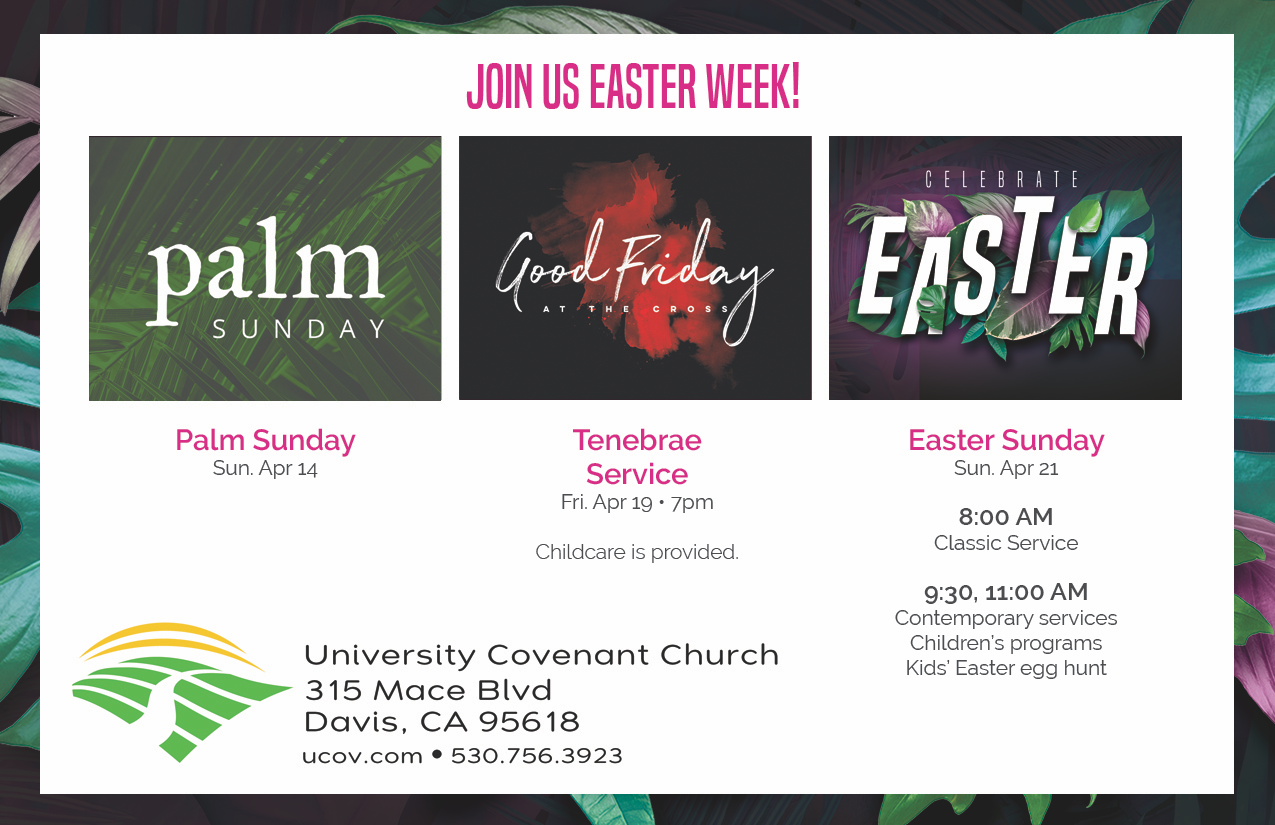 JOIN US EASTER WEEK!
palm
SUNDAY
Good Friday
AT THE CROSS
CELEBRATE
EASTER
Palm Sunday
Sun. Apr 14
Tenebrae
Service
Fri. Apr 19 • 7pm
Childcare is provided.
Easter Sunday
Sun. Apr 21
8:00 AM
Classic Service
9:30, 11:00 AM
Contemporary services
Children's programs
Kids' Easter egg hunt
University Covenant Church
315 Mace Blvd
Davis, CA 95618
ucov.com • 530.756.3923